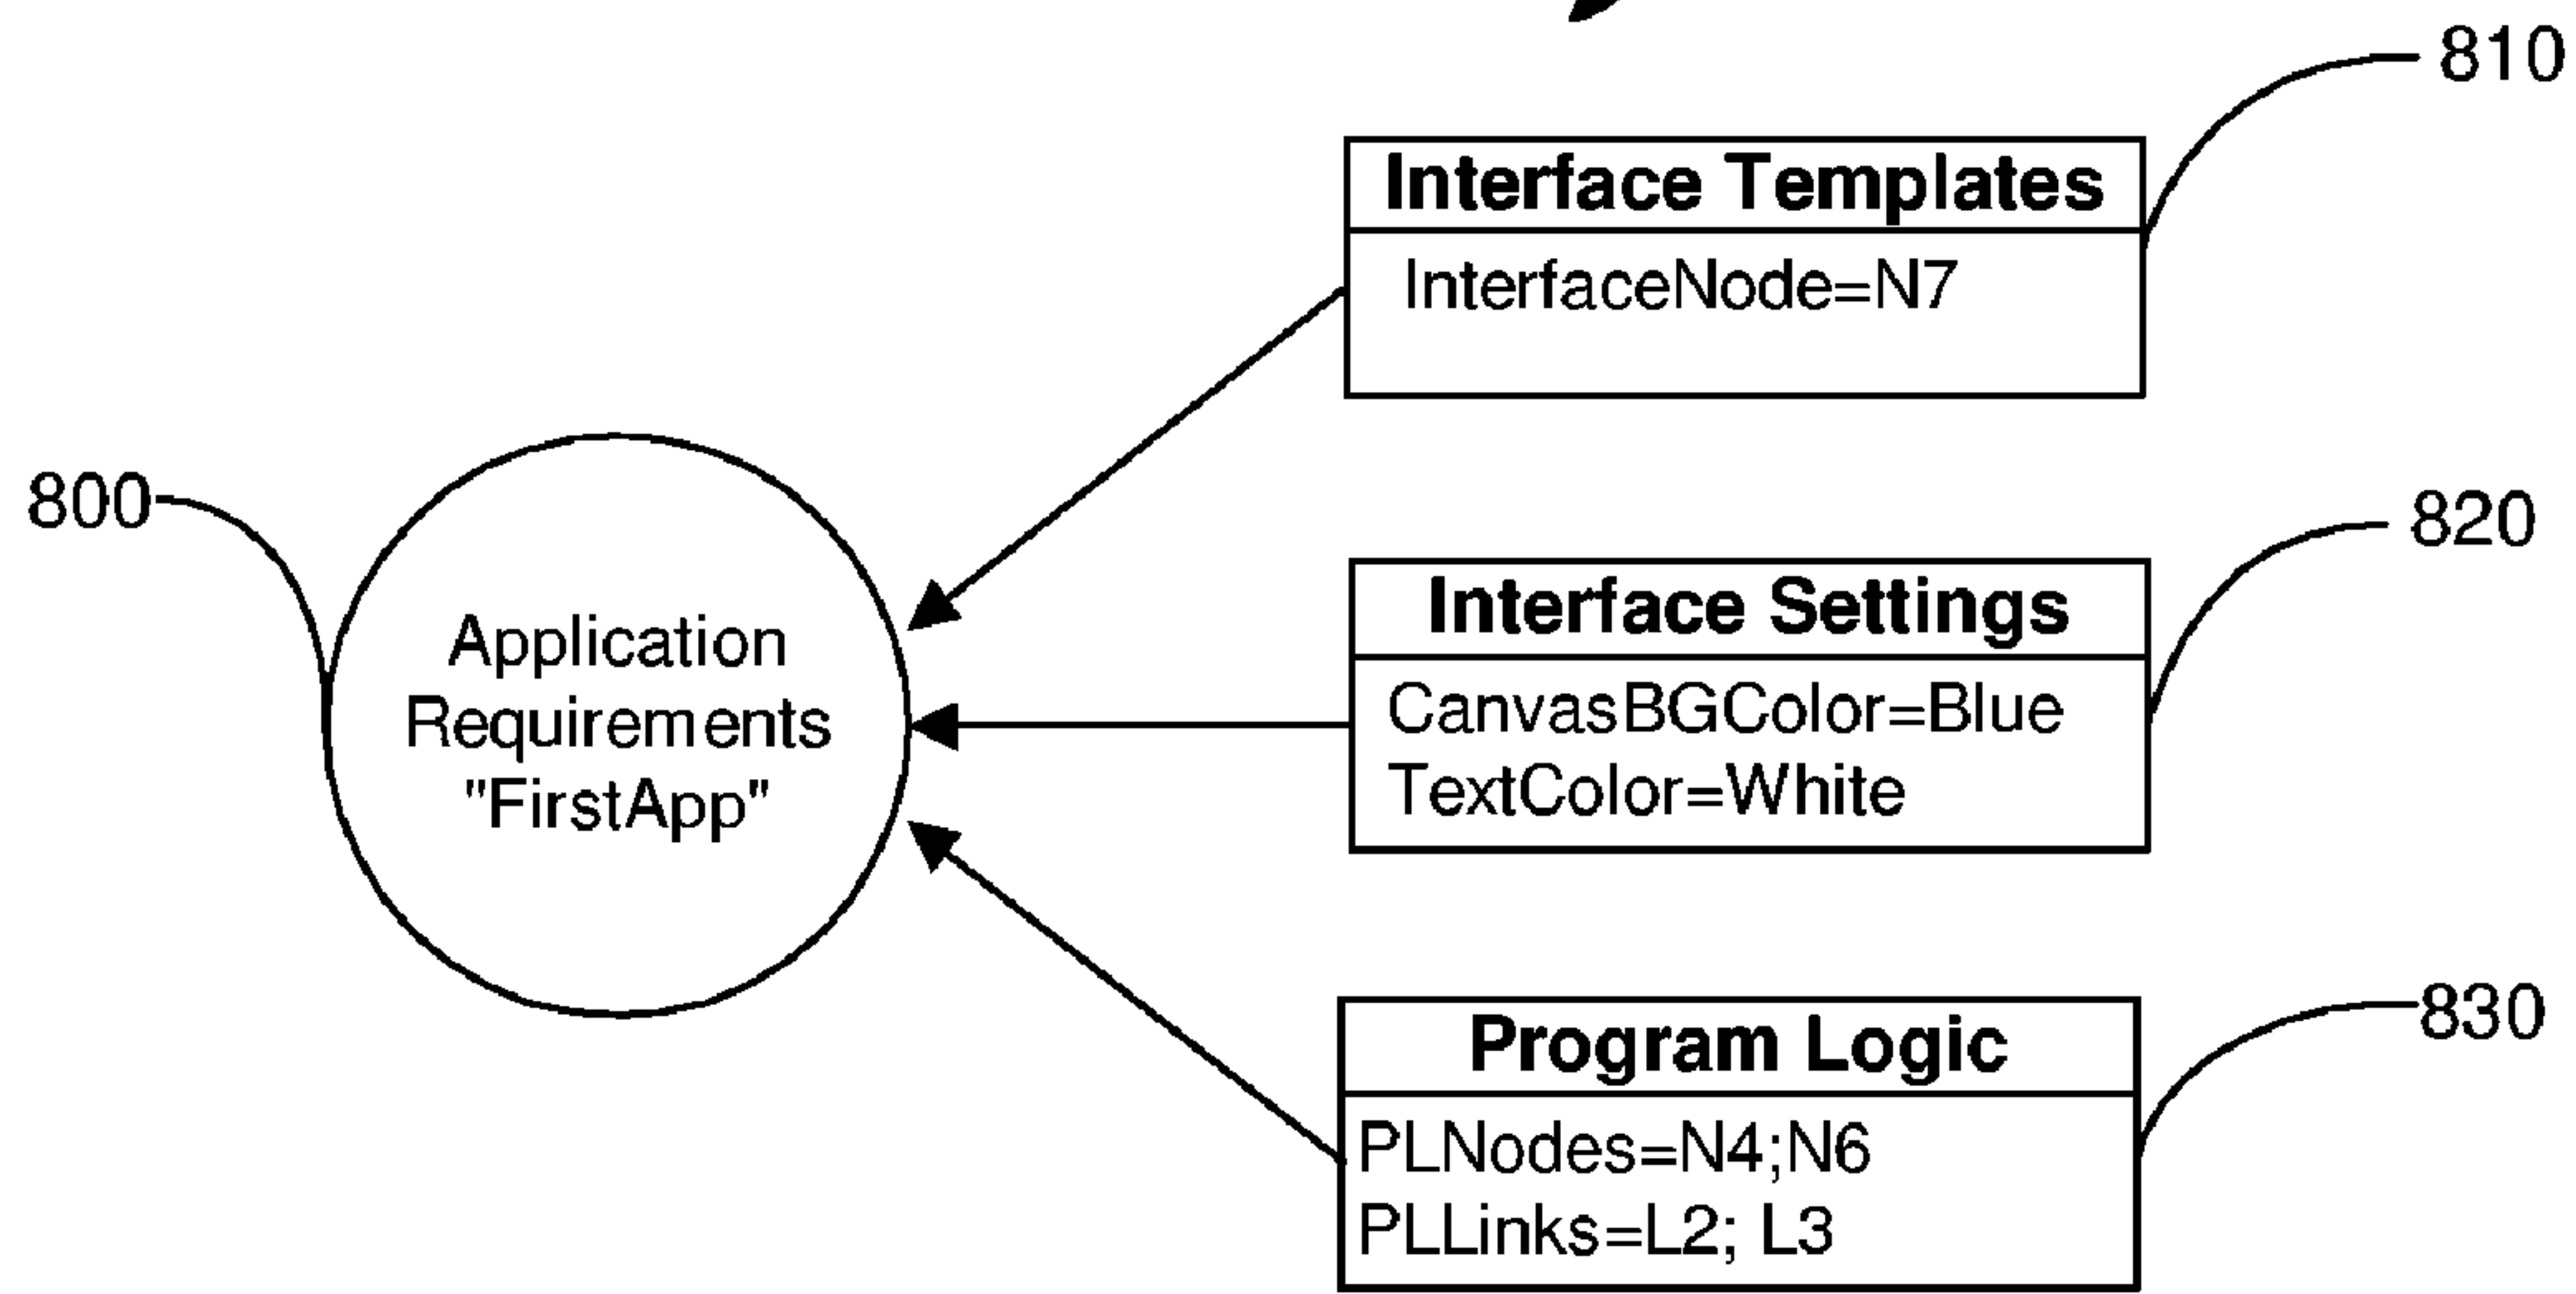 810
Interface Templates
InterfaceNode=N7
800
Application
Requirements
"FirstApp"
820
Interface Settings
CanvasBGColor=Blue
TextColor=White
830
Program Logic
PLNodes=N4;N6
PLLinks=L2; L3